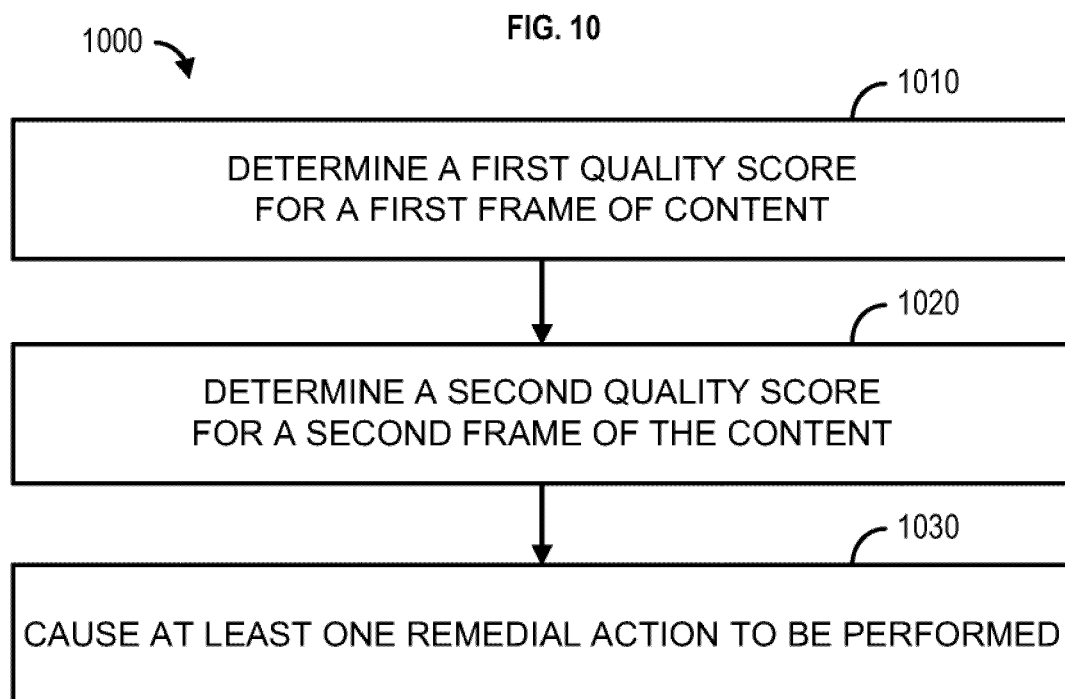 FIG. 10
1000
1010
DETERMINE A FIRST QUALITY SCORE
FOR A FIRST FRAME OF CONTENT
1020
DETERMINE A SECOND QUALITY SCORE
FOR A SECOND FRAME OF THE CONTENT
1030
CAUSE AT LEAST ONE REMEDIAL ACTION TO BE PERFORMED